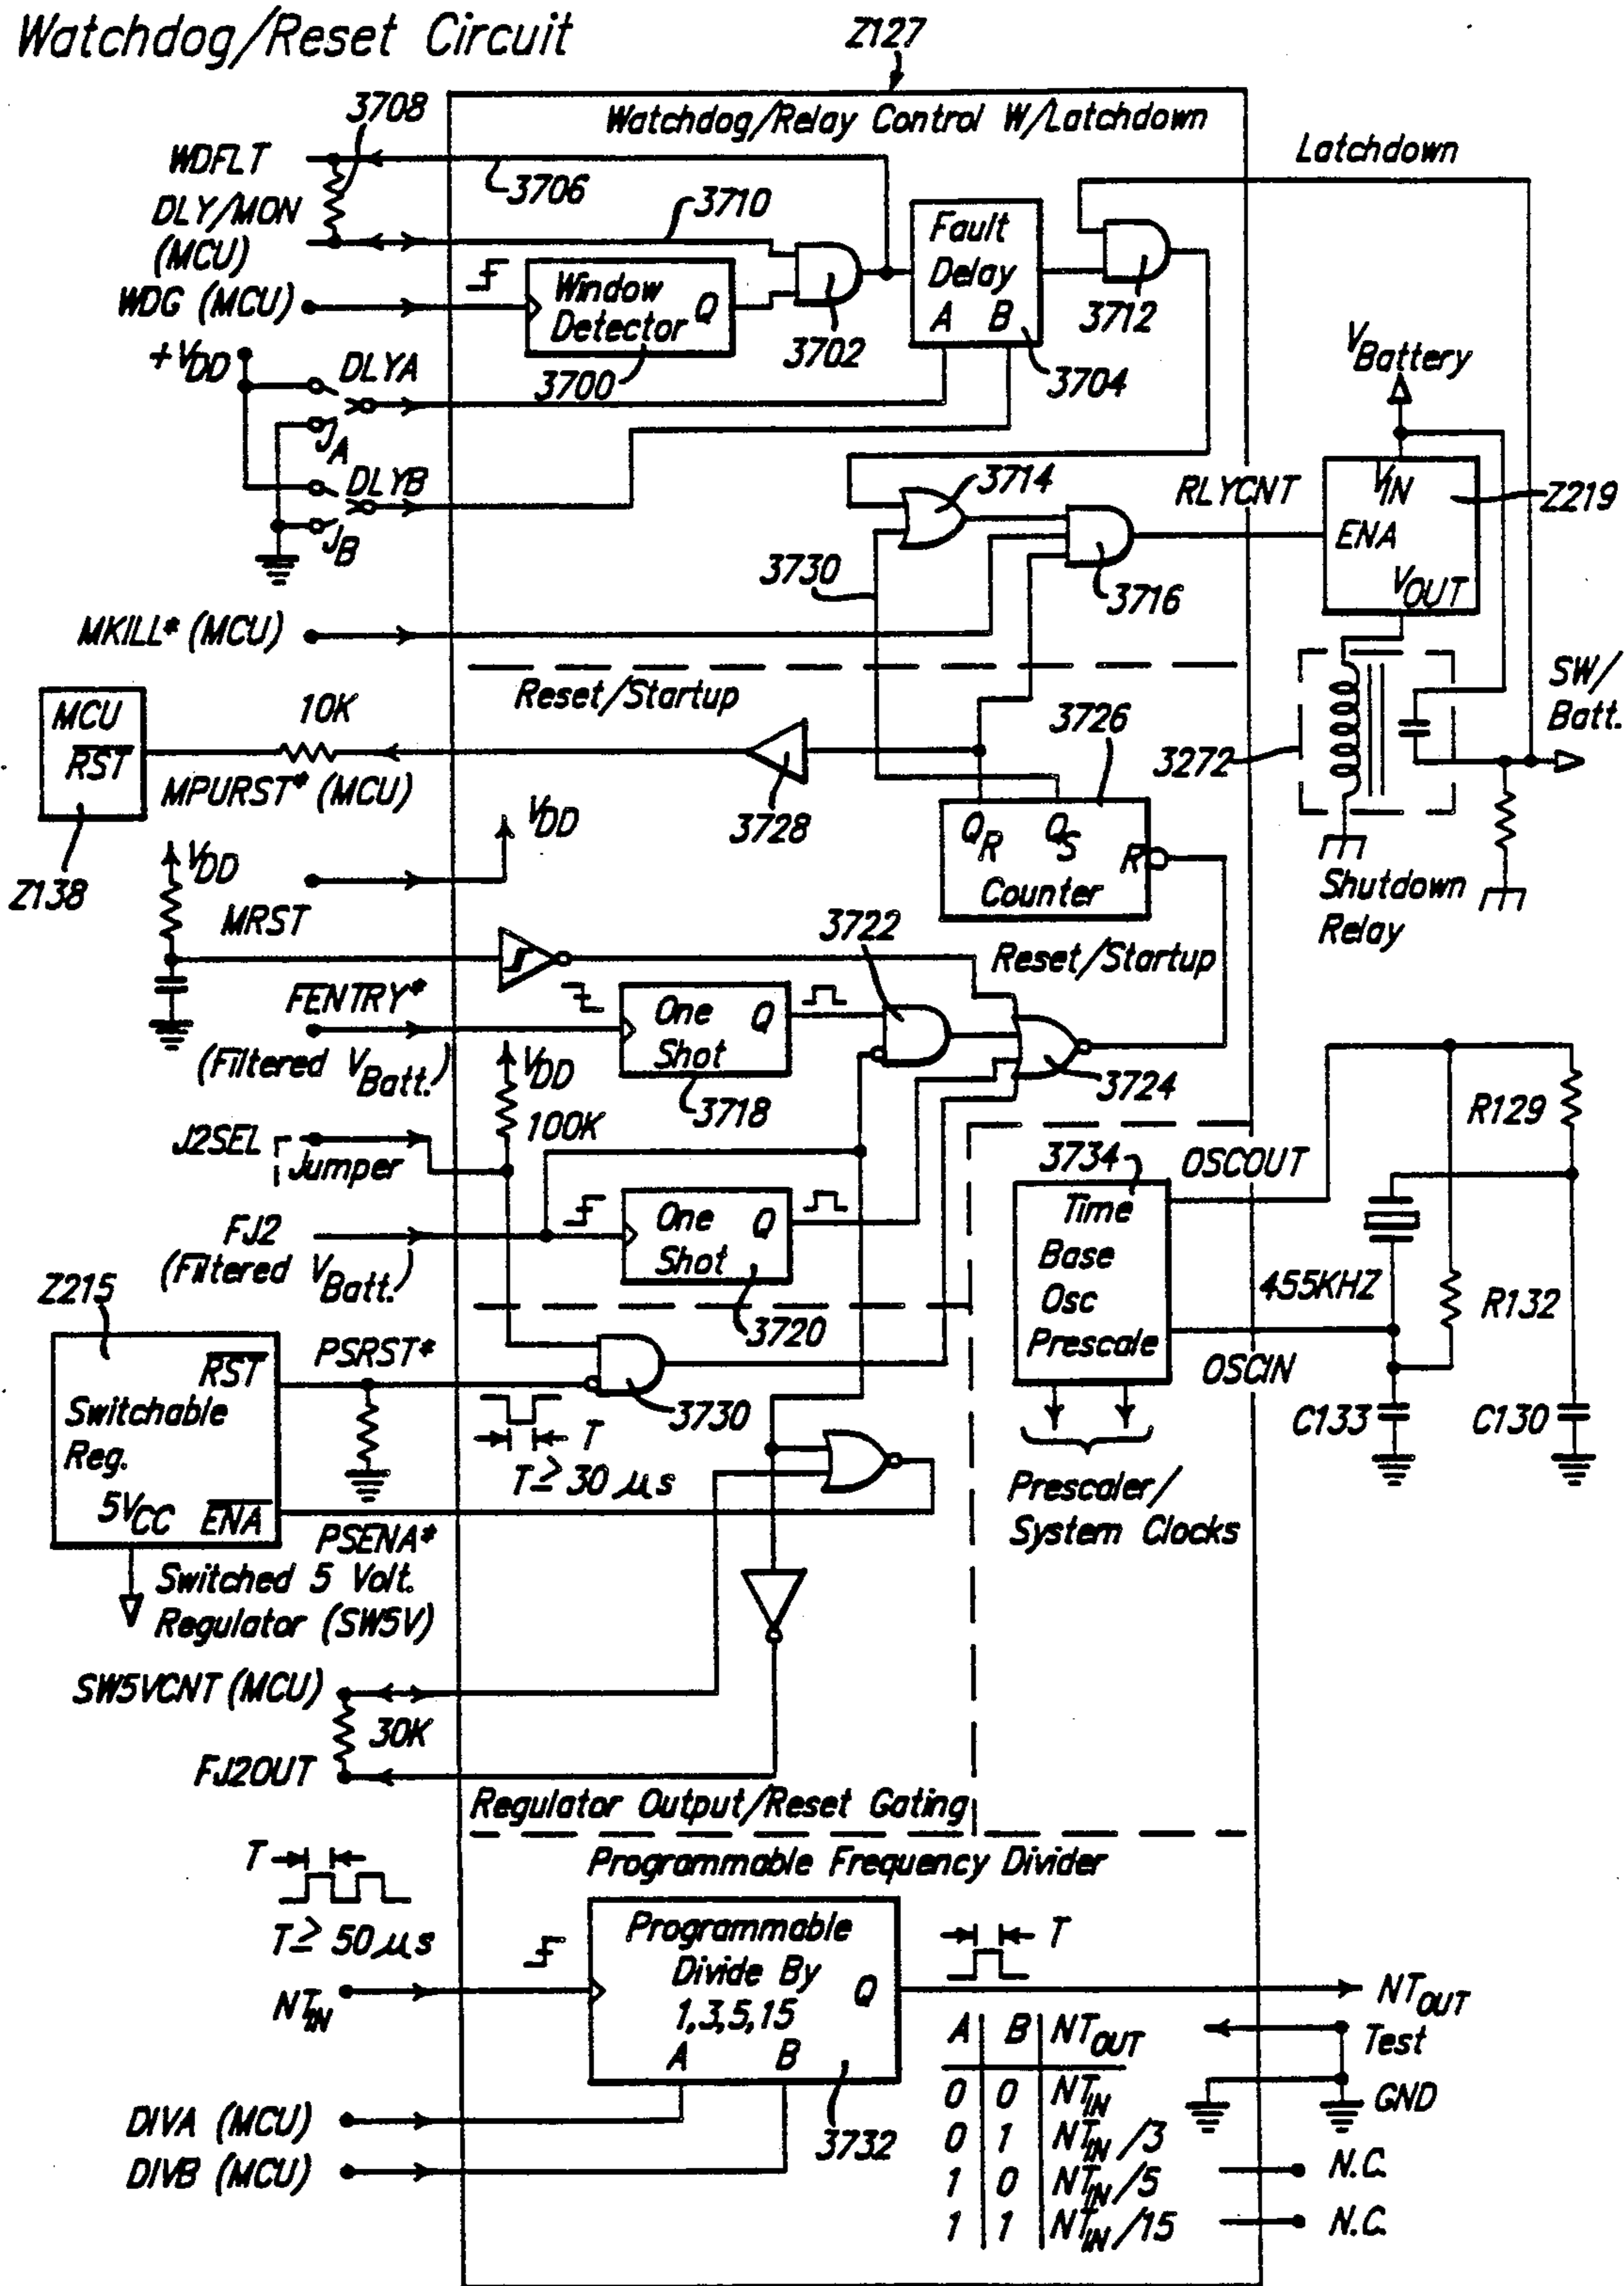 Watchdog/Reset Circuit
Z127
Watchdog/Relay Control W/Latchdown
3708
WDFLT
3706
DLY/MON
(MCU)
3710
Latchdown
WDG (MCU)
Window
Detector
Q
3700
3702
Fault
Delay
A B
3704
3712
+VDD
DLYA
JA
DLYB
JB
VBattery
3714
RLYCNT
VIN
ENA
VOUT
Z219
3730
3716
MKILL* (MCU)
Reset/Startup
MCU
RST
10K
MPURST* (MCU)
Z138
3728
3726
3272
SW/
Batt.
VDD
VDD
MRST
QR QS
R
Counter
Shutdown
Relay
3722
Reset/Startup
FENTRY*
(Filtered VBatt.)
One
Shot
Q
3718
3724
VDD
100K
J2SEL
Jumper
R129
3734
OSCOUT
Time
Base
Osc
Prescale
FJ2
(Filtered VBatt.)
One
Shot
Q
3720
455KHZ
R132
OSCIN
Z215
PSRST*
RST
Switchable
Reg.
5VCC ENA
3730
T
T ≥ 30 μs
C133
C130
Prescaler/
System Clocks
PSENA*
Switched 5 Volt.
Regulator (SW5V)
SW5VCNT (MCU)
30K
FJ2OUT
Regulator Output/Reset Gating
Programmable Frequency Divider
T
T ≥ 50 μs
NTIN
Programmable
Divide By
1,3,5,15
Q
A B
3732
T
NTOUT
Test
GND
A B NTOUT
0 0 NTIN
0 1 NTIN/3
1 0 NTIN/5
1 1 NTIN/15
DIVA (MCU)
DIVB (MCU)
N.C.
N.C.